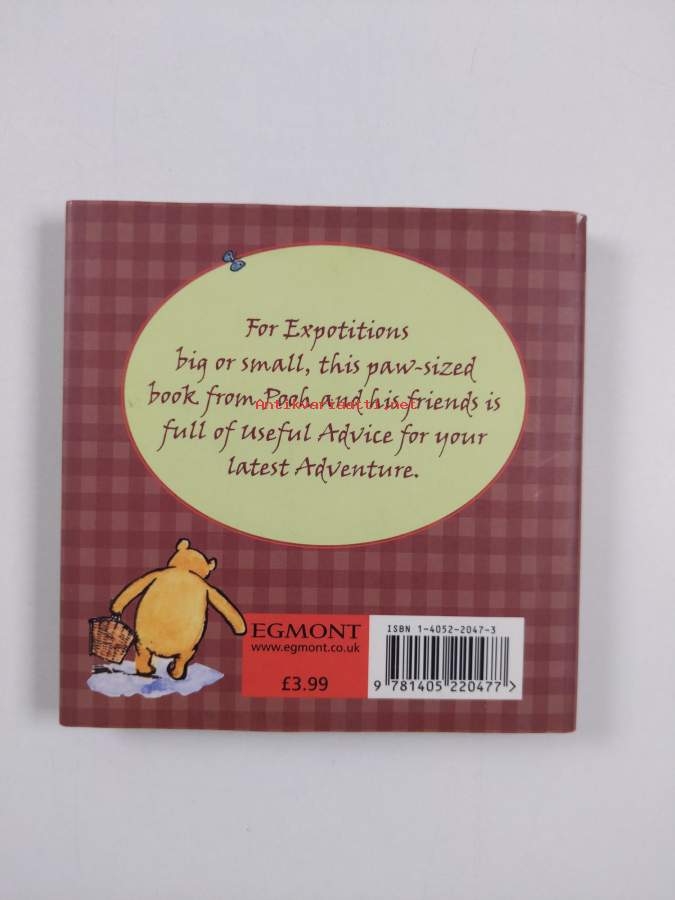 For Expotitions
big or small, this paw-sized
book from Pooh and his friends is
Antikvariaatti.net
full of Useful Advice for your
latest Adventure.
EGMONT
www.egmont.co.uk
£3.99
ISBN 1-4052-2047-3
9 781405 220477 >